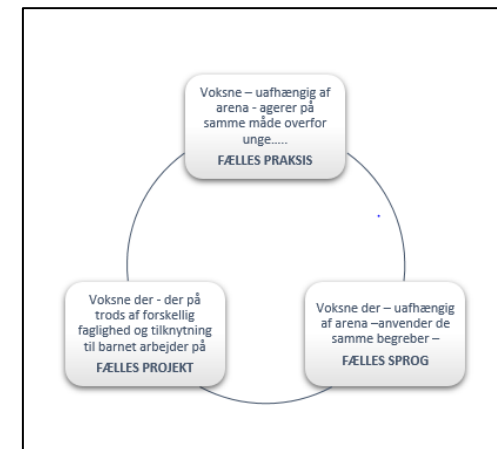 Voksne – uafhængig af
arena - agerer på
samme måde overfor
unge.....
FÆLLES PRAKSIS
Voksne der - der på
trods af forskellig
faglighed og tilknytning
til barnet arbejder på
FÆLLES PROJEKT
Voksne der – uafhængig
af arena –anvender de
samme begreber –
FÆLLES SPROG